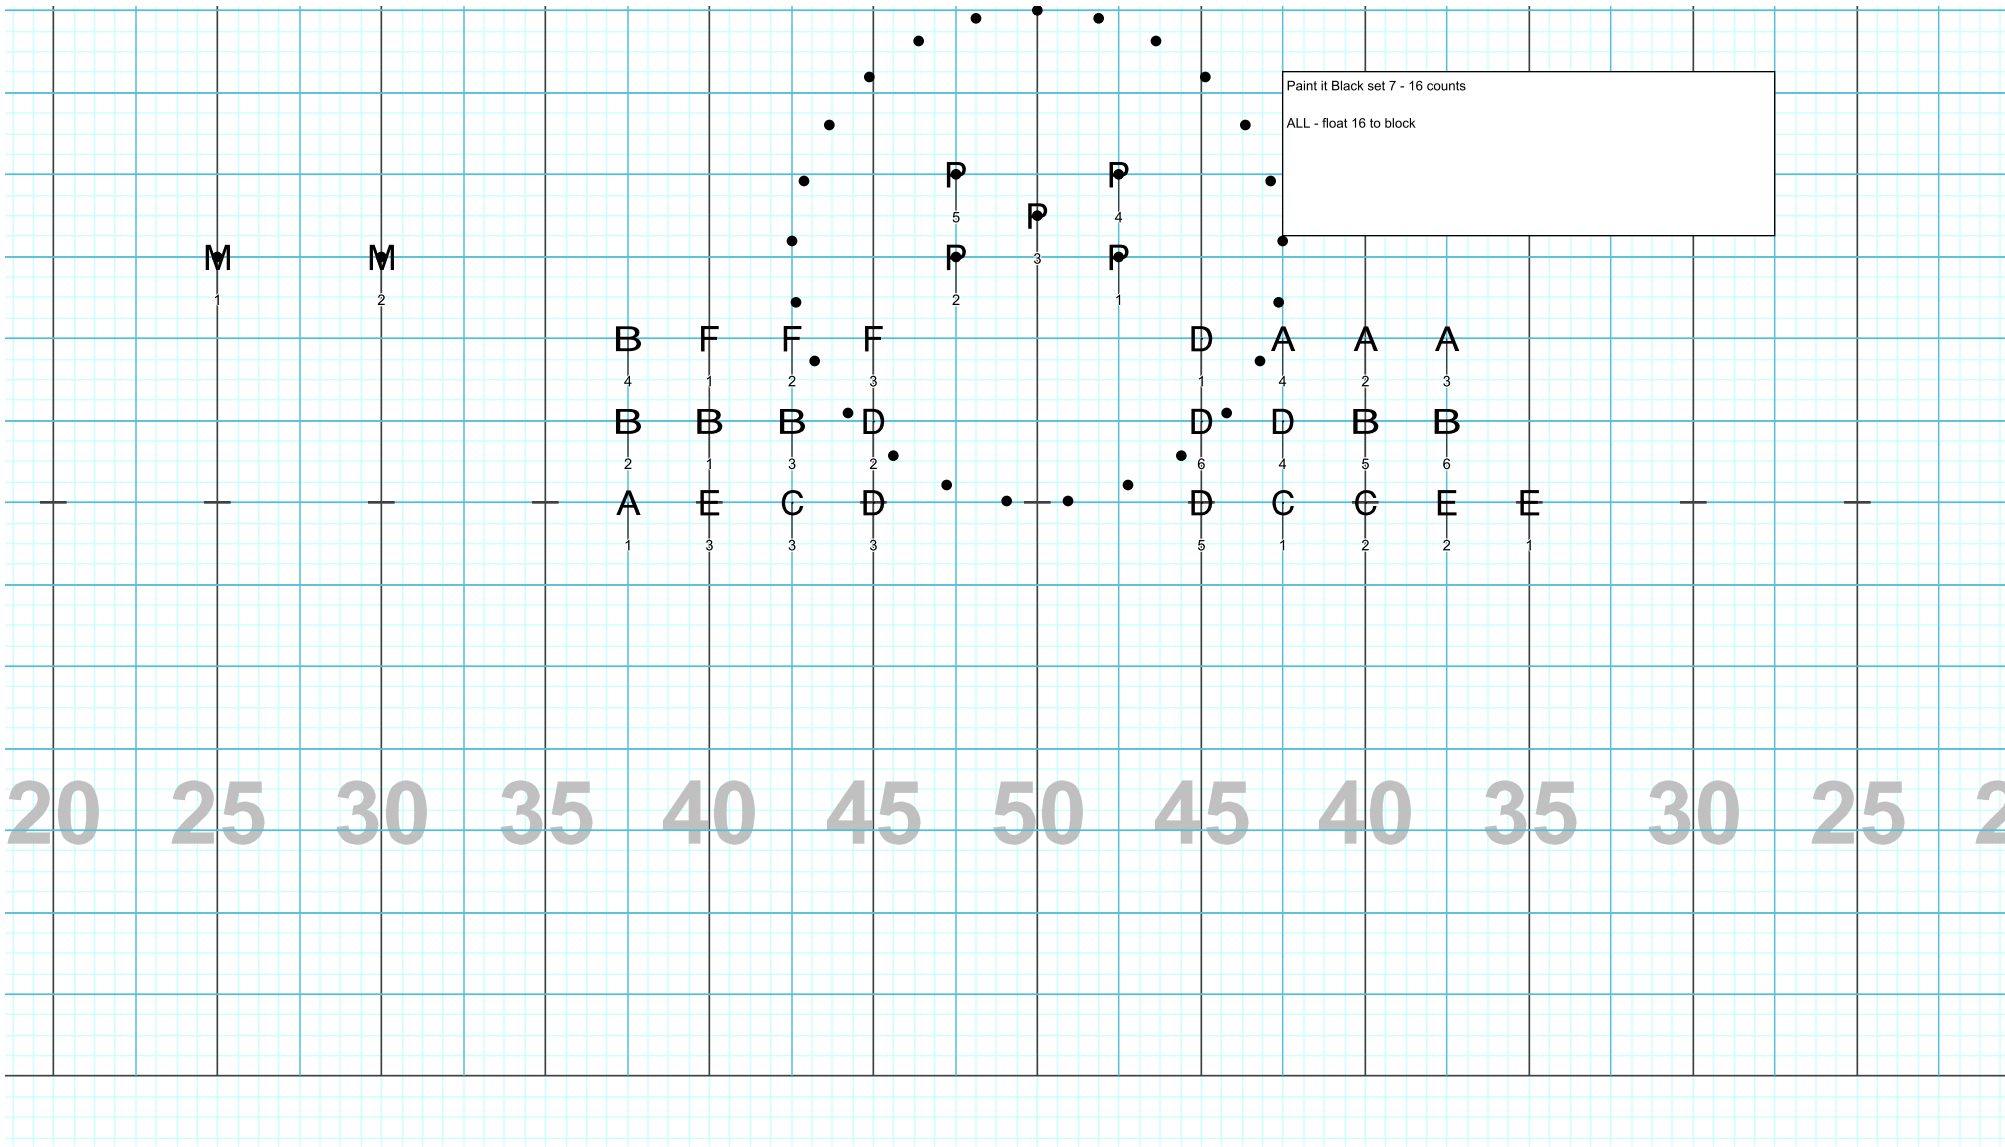 Paint it Black set 7 - 16 counts
ALL - float 16 to block
P P
5 4
P
M M P P
3
1 2 2 1
B F F F D A A A
4 1 2 3 1 4 2 3
B B B D D D B B
2 1 3 2 6 4 5 6
A E C D D C C E E
1 3 3 3 5 1 2 2 1
20 25 30 35 40 45 50 45 40 35 30 25 2